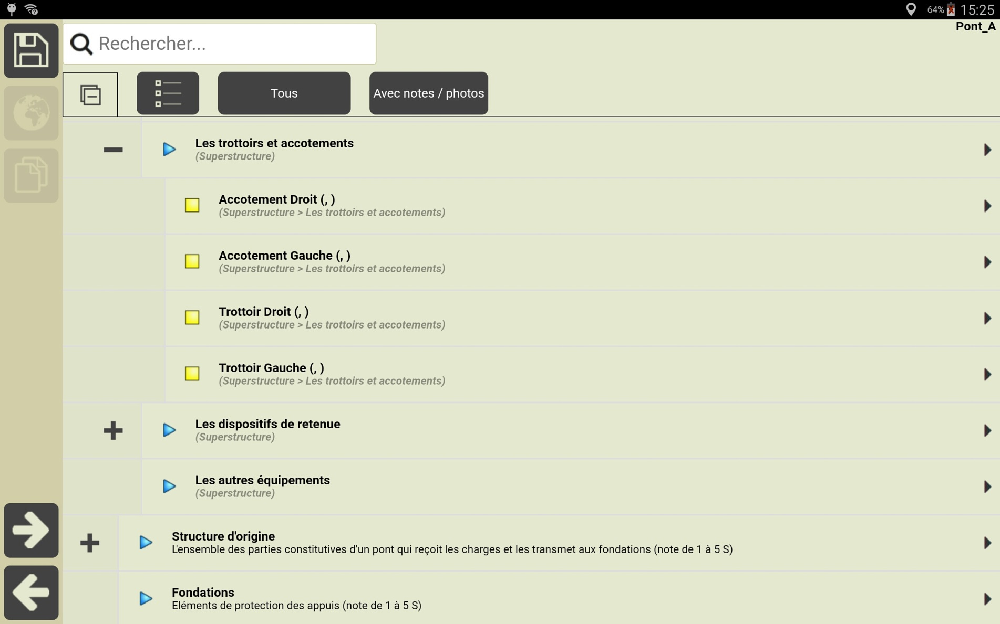 64% 15:25
Pont_A
Rechercher...
Tous
Avec notes / photos
Les trottoirs et accotements
(Superstructure)
Accotement Droit (, )
(Superstructure > Les trottoirs et accotements)
Accotement Gauche (, )
(Superstructure > Les trottoirs et accotements)
Trottoir Droit (, )
(Superstructure > Les trottoirs et accotements)
Trottoir Gauche (, )
(Superstructure > Les trottoirs et accotements)
Les dispositifs de retenue
(Superstructure)
Les autres équipements
(Superstructure)
Structure d'origine
L'ensemble des parties constitutives d'un pont qui reçoit les charges et les transmet aux fondations (note de 1 à 5 S)
Fondations
Eléments de protection des appuis (note de 1 à 5 S)